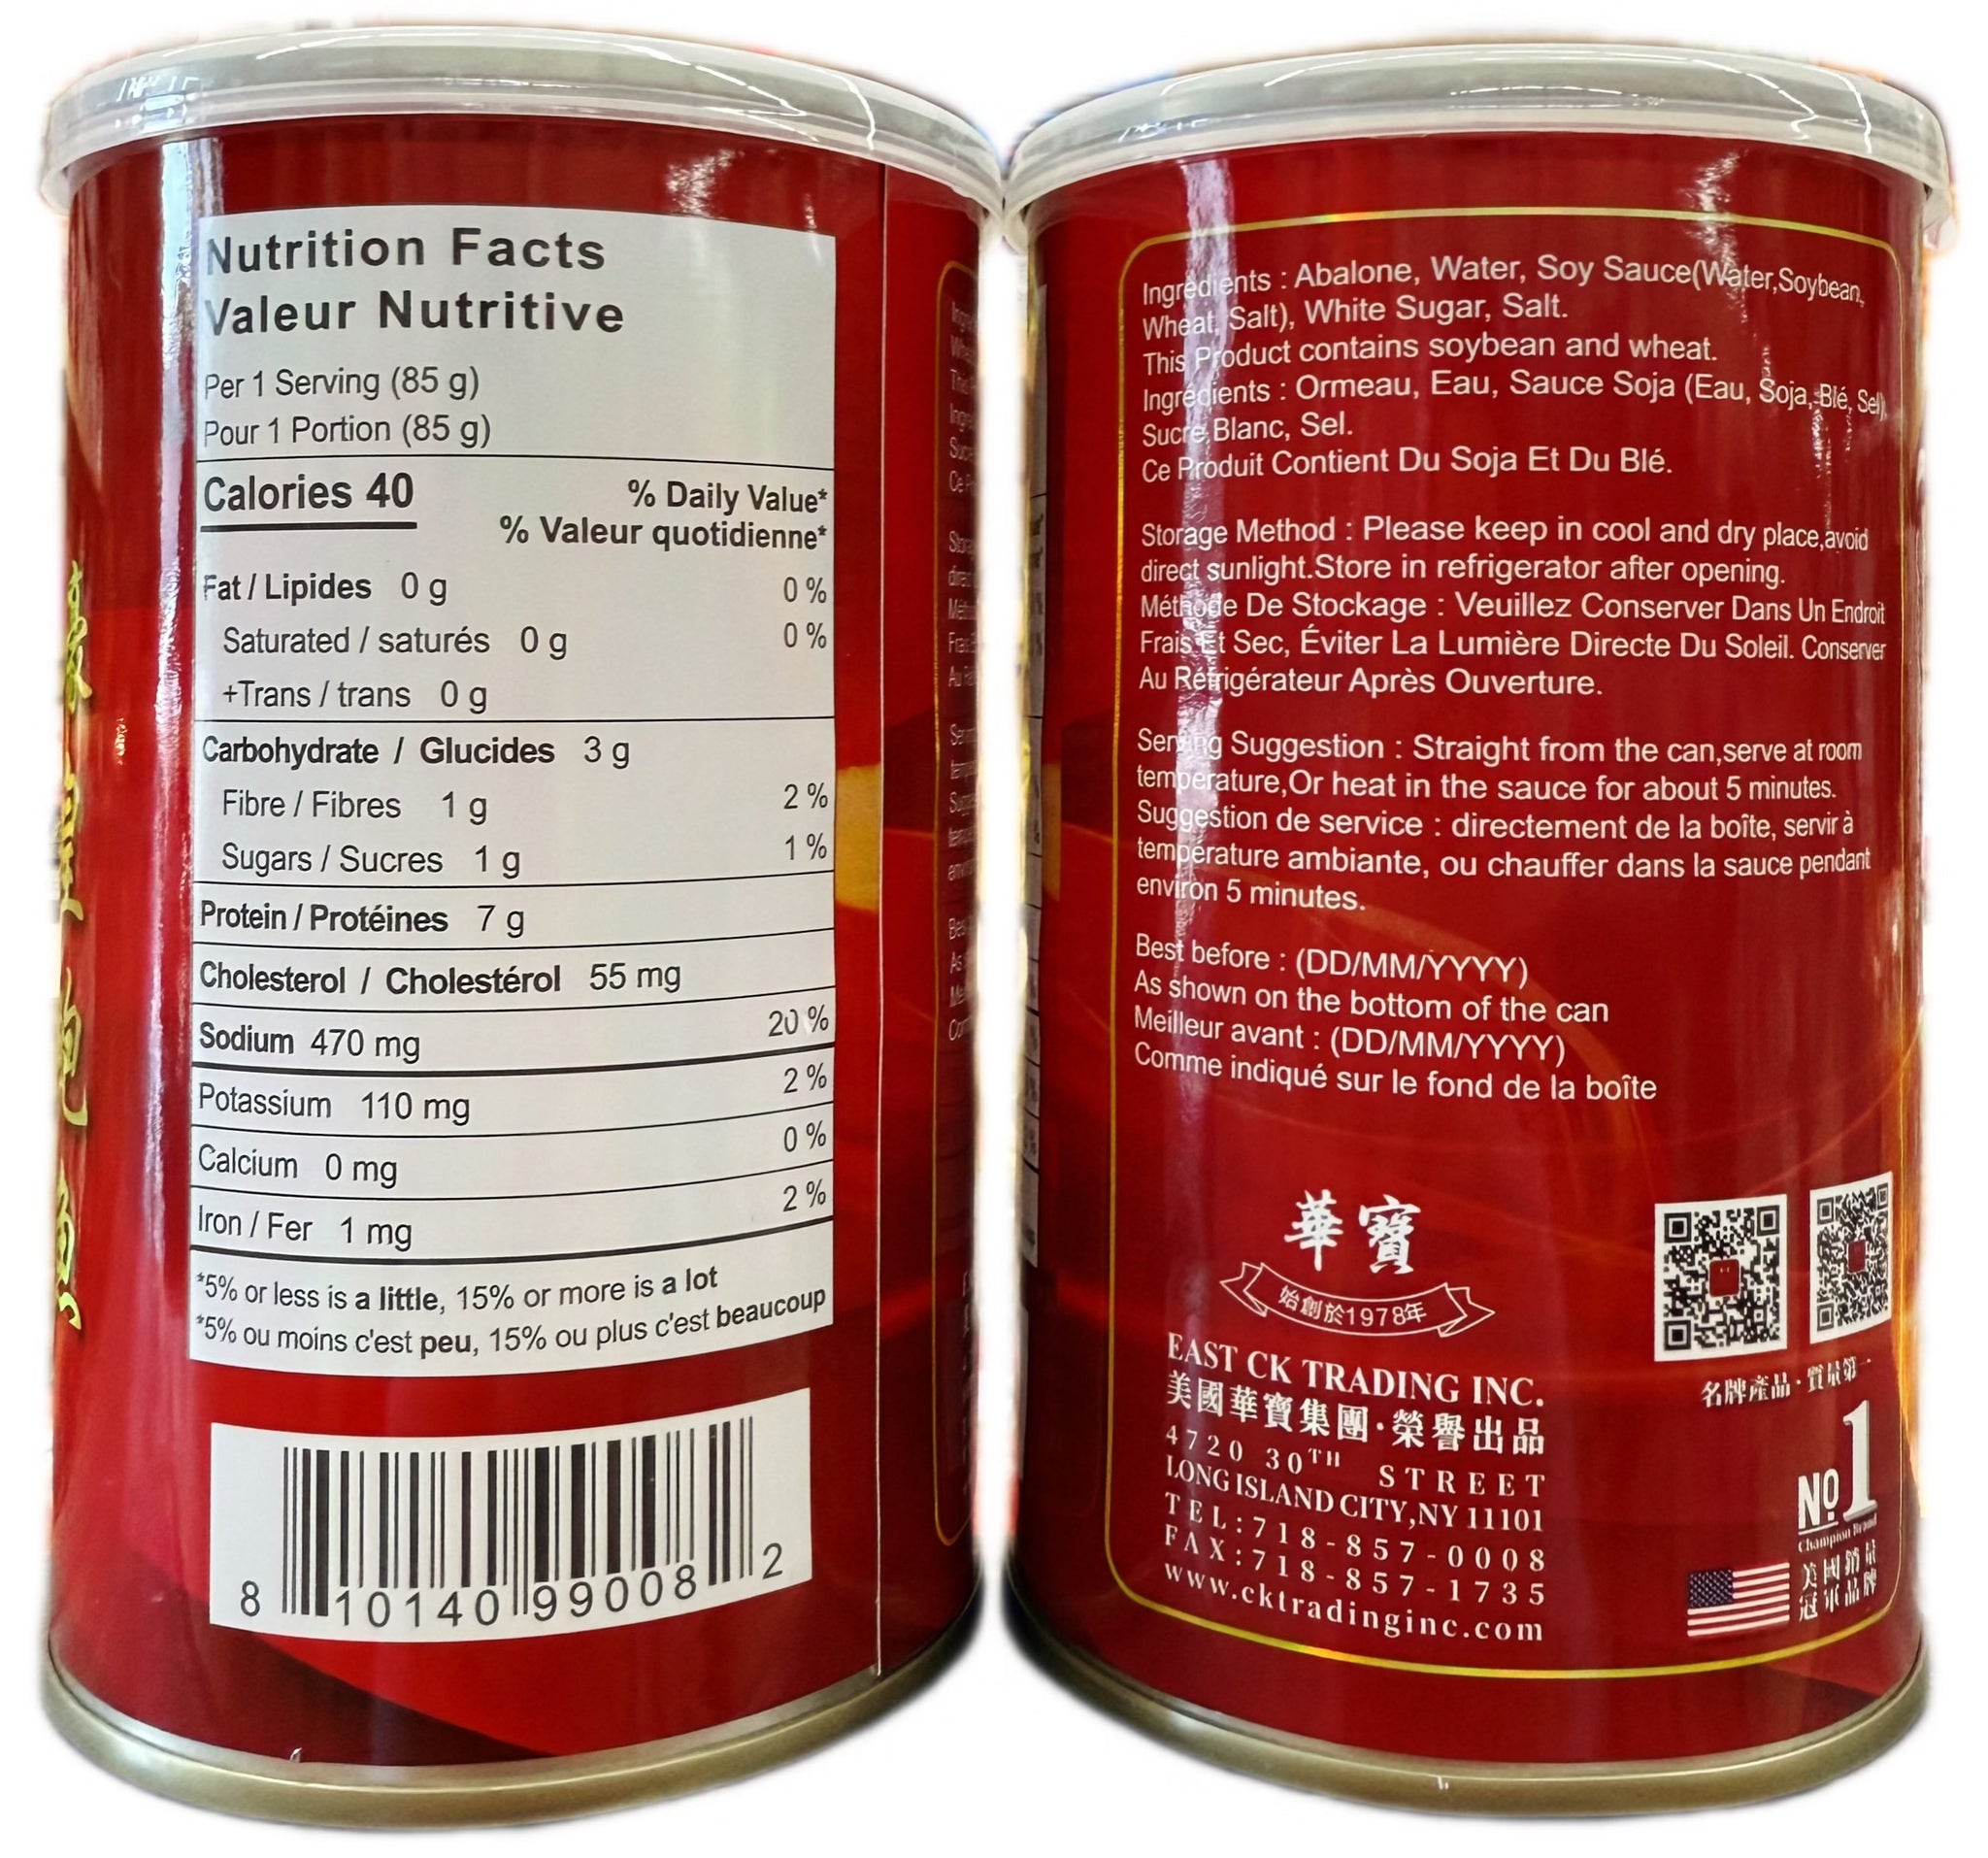 Nutrition Facts
Valeur Nutritive
Per 1 Serving (85 g)
Pour 1 Portion (85 g)
Calories 40
% Daily Value*
% Valeur quotidienne*
Fat / Lipides 0 g 0 %
Saturated / saturés 0 g 0 %
+Trans / trans 0 g
Carbohydrate / Glucides 3 g
Fibre / Fibres 1 g 2 %
Sugars / Sucres 1 g 1 %
Protein / Protéines 7 g
Cholesterol / Cholestérol 55 mg
Sodium 470 mg 20 %
Potassium 110 mg 2 %
Calcium 0 mg 0 %
Iron / Fer 1 mg 2 %
*5% or less is a little, 15% or more is a lot
*5% ou moins c'est peu, 15% ou plus c'est beaucoup
8 10140 99008 2
Ingredients : Abalone, Water, Soy Sauce(Water,Soybean,
Wheat, Salt), White Sugar, Salt.
This Product contains soybean and wheat.
Ingredients : Ormeau, Eau, Sauce Soja (Eau, Soja, Blé, Sel),
Sucre Blanc, Sel.
Ce Produit Contient Du Soja Et Du Blé.
Storage Method : Please keep in cool and dry place,avoid
direct sunlight.Store in refrigerator after opening.
Méthode De Stockage : Veuillez Conserver Dans Un Endroit
Frais Et Sec, Éviter La Lumière Directe Du Soleil. Conserver
Au Réfrigérateur Après Ouverture.
Serving Suggestion : Straight from the can,serve at room
temperature,Or heat in the sauce for about 5 minutes.
Suggestion de service : directement de la boîte, servir à
température ambiante, ou chauffer dans la sauce pendant
environ 5 minutes.
Best before : (DD/MM/YYYY)
As shown on the bottom of the can
Meilleur avant : (DD/MM/YYYY)
Comme indiqué sur le fond de la boîte
華寶
始創於1978年
EAST CK TRADING INC.
美國華寶集團·榮譽出品
4720 30TH STREET
LONG ISLAND CITY,NY 11101
TEL:718-857-0008
FAX:718-857-1735
www.cktradinginc.com
名牌產品·質量第一
№1
Champion Brand
美國銷量
冠軍品牌